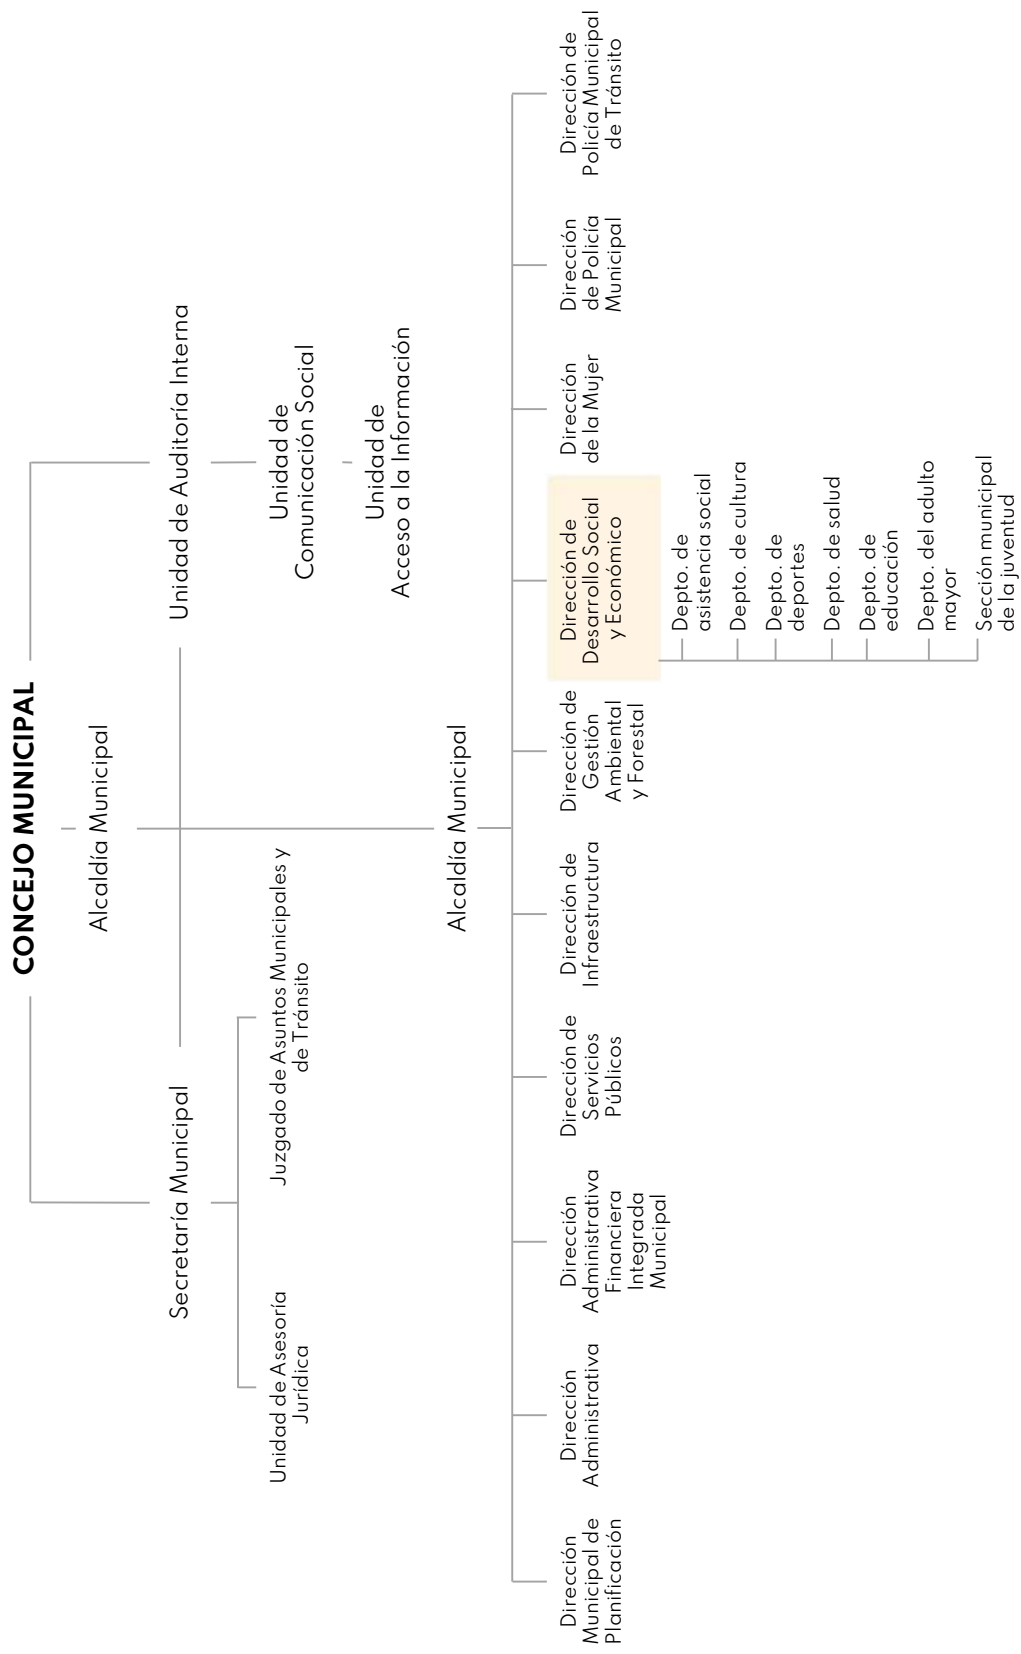 CONCEJO MUNICIPAL
Alcaldía Municipal
Secretaría Municipal
Unidad de Auditoría Interna
Unidad de Asesoría
Jurídica
Juzgado de Asuntos Municipales y
de Tránsito
Unidad de
Comunicación Social
Unidad de
Acceso a la Información
Alcaldía Municipal
Dirección
Municipal de
Planificación
Dirección
Administrativa
Dirección
Administrativa
Financiera
Integrada
Municipal
Dirección de
Servicios
Públicos
Dirección de
Infraestructura
Dirección de
Gestión
Ambiental
y Forestal
Dirección de
Desarrollo Social
y Económico
Dirección
de la Mujer
Dirección
de Policía
Municipal
Dirección de
Policía Municipal
de Tránsito
Depto. de
asistencia social
Depto. de cultura
Depto. de
deportes
Depto. de salud
Depto. de
educación
Depto. del adulto
mayor
Sección municipal
de la juventud